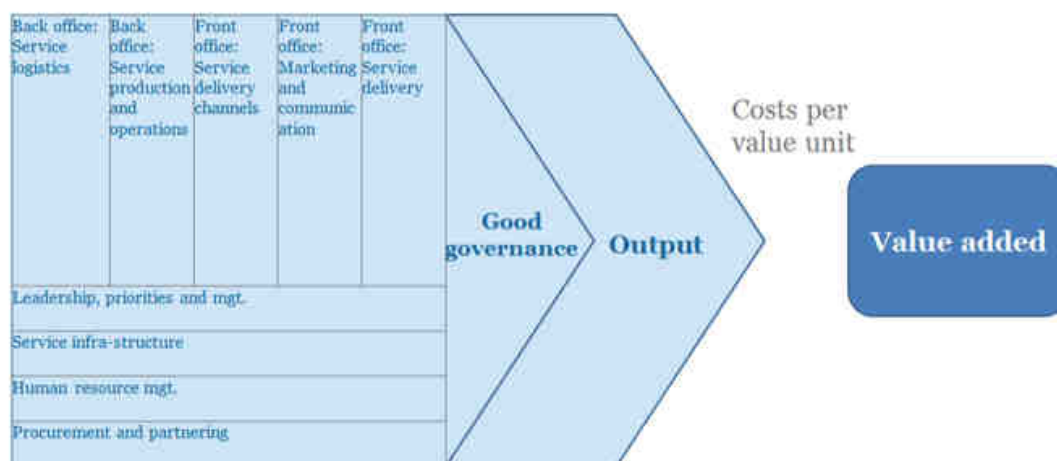 Back office:
Service
logistics
Back
office:
Service
production
and
operations
Front
office:
Service
delivery
channels
Front
office:
Marketing
and
communic
ation
Front
office:
Service
delivery
Good
governance
Output
Costs per
value unit
Value added
Leadership, priorities and mgt.
Service infra-structure
Human resource mgt.
Procurement and partnering